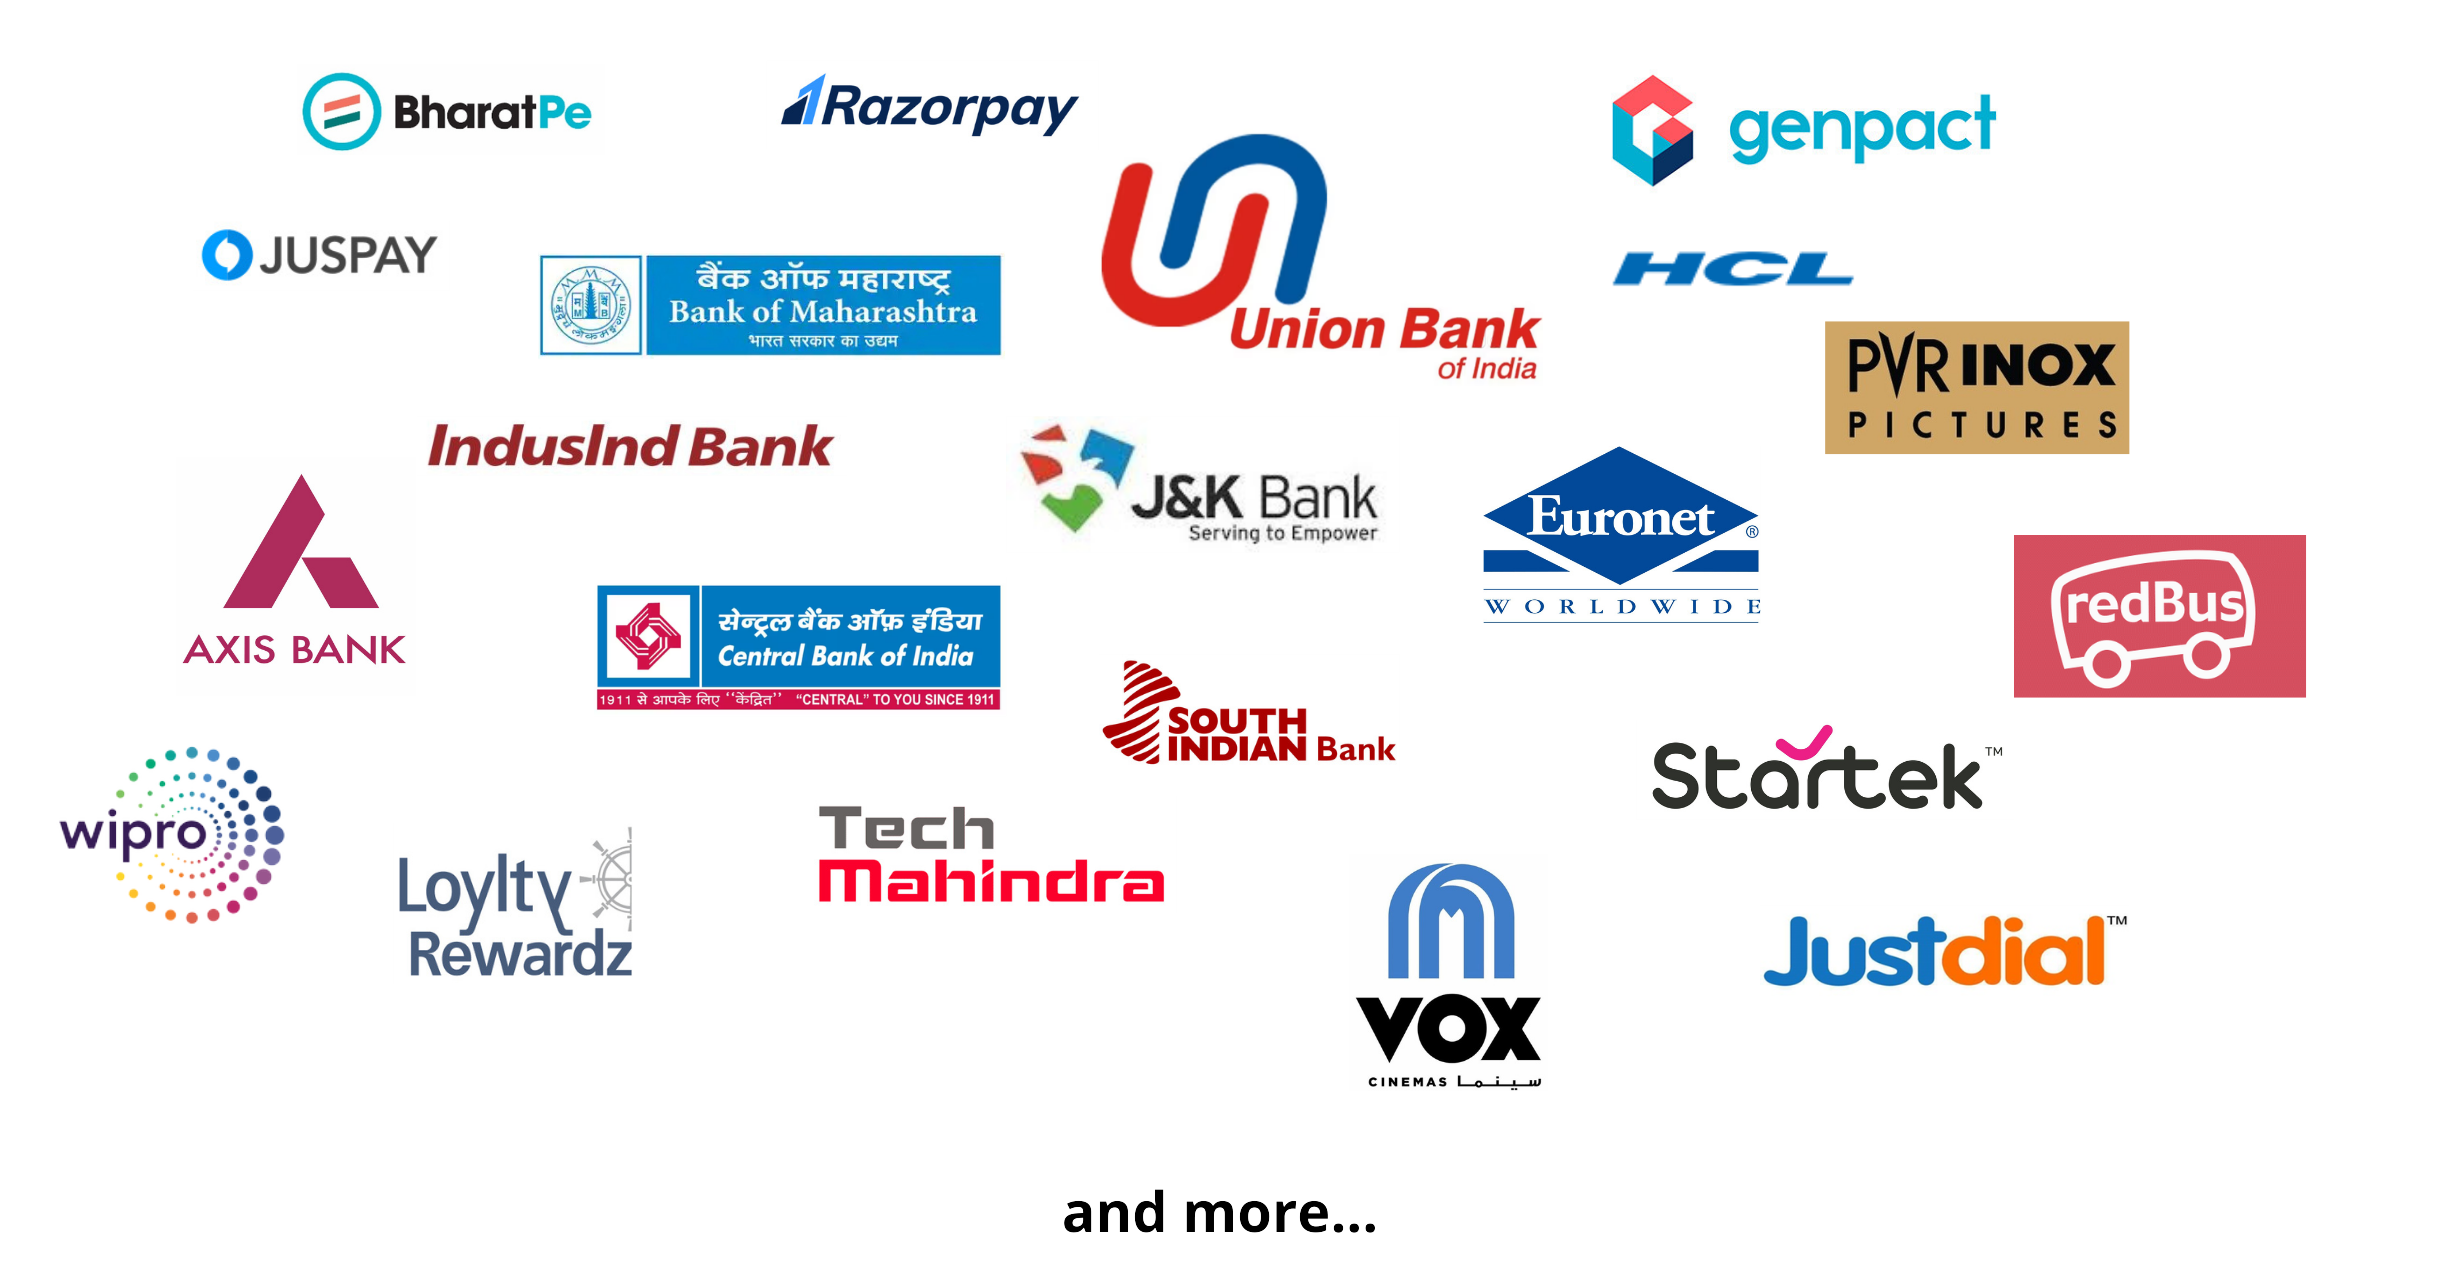 BharatPe
Razorpay
genpact
JUSPAY
बैंक ऑफ महाराष्ट्र
Bank of Maharashtra
भारत सरकार का उद्यम
Union Bank
of India
HCL
PVR INOX
PICTURES
IndusInd Bank
J&K Bank
Serving to Empower
Euronet ®
WORLDWIDE
AXIS BANK
redBus
सेन्ट्रल बैंक ऑफ़ इंडिया
Central Bank of India
1911 से आपके लिए "केंद्रित" "CENTRAL" TO YOU SINCE 1911
SOUTH
INDIAN Bank
Startek™
wipro
Loylty
Rewardz
Tech
Mahindra
VOX
CINEMAS سينما
Justdial™
and more...